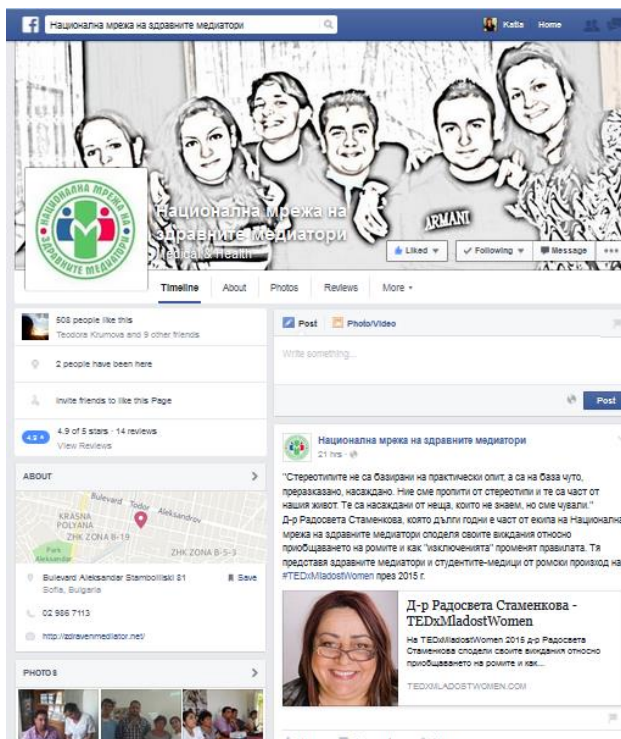 Национална мрежа на здравните медиатори
Katia Home
НАЦИОНАЛНА МРЕЖА НА
ЗДРАВНИТЕ МЕДИАТОРИ
Национална мрежа на
здравните медиатори
Medical & Health
ARMANI
Liked
Following
Message
Timeline About Photos Reviews More
508 people like this
Teodora Krumova and 9 other friends
2 people have been here
Invite friends to like this Page
4.9 of 5 stars · 14 reviews
View Reviews
ABOUT
Bulevard Todor Aleksandrov
KRASNA
POLYANA
ZHK ZONA B-19
Park
Aleksandar
ZHK ZONA B-5-3
Bulevard Aleksandar Stamboliiski 81
Save
Sofia, Bulgaria
02 986 7113
http://zdravenmediator.net/
PHOTOS
Post Photo/Video
Write something...
Post
Национална мрежа на здравните медиатори
21 hrs ·
"Стереотипите не са базирани на практически опит, а са на база чуто,
преразказано, насаждано. Ние сме пропити от стереотипи и те са част от
нашия живот. Те са насаждани от неща, които не знаем, но сме чували."
Д-р Радосвета Стаменкова, която дълги години е част от екипа на Национална
мрежа на здравните медиатори споделя своите виждания относно
приобщаването на ромите и как "изключенията" променят правилата. Тя
представя здравните медиатори и студентите-медици от ромски произход на
#TEDxMladostWomen през 2015 г.
Д-р Радосвета Стаменкова -
TEDxMladostWomen
На TEDxMladostWomen 2015 д-р Радосвета
Стаменкова сподели своите виждания относно
приобщаването на ромите и как...
TEDXMLADOSTWOMEN.COM